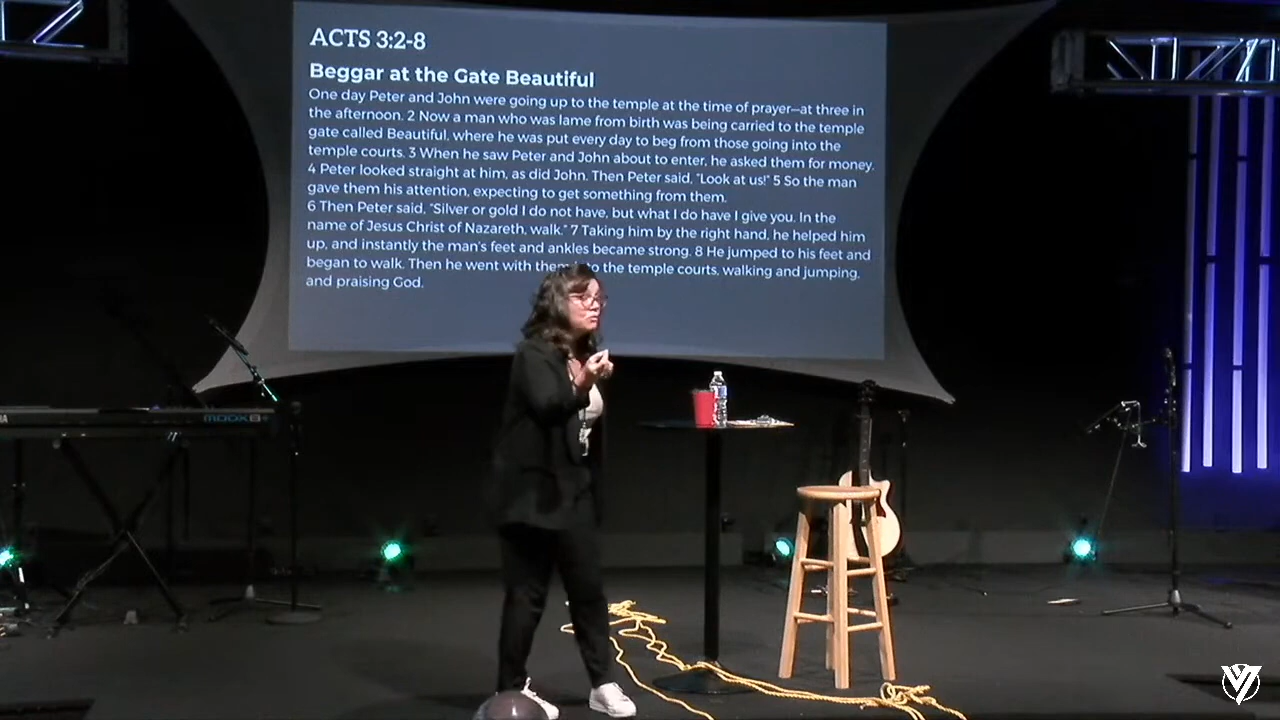 ACTS 3:2-8
Beggar at the Gate Beautiful
One day Peter and John were going up to the temple at the time of prayer—at three in
the afternoon. 2 Now a man who was lame from birth was being carried to the temple
gate called Beautiful, where he was put every day to beg from those going into the
temple courts. 3 When he saw Peter and John about to enter, he asked them for money.
4 Peter looked straight at him, as did John. Then Peter said, "Look at us!" 5 So the man
gave them his attention, expecting to get something from them.
6 Then Peter said, "Silver or gold I do not have, but what I do have I give you. In the
name of Jesus Christ of Nazareth, walk." 7 Taking him by the right hand, he helped him
up, and instantly the man's feet and ankles became strong. 8 He jumped to his feet and
began to walk. Then he went with them into the temple courts, walking and jumping,
and praising God.
MODX8+